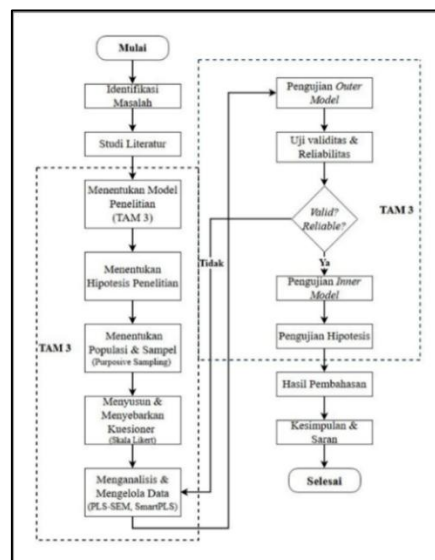 Mulai
Identifikasi
Masalah
Studi Literatur
Menentukan Model
Penelitian
(TAM 3)
Menentukan
Hipotesis Penelitian
TAM 3
Menentukan
Populasi & Sampel
(Purposive Sampling)
Menyusun &
Menyebarkan
Kuesioner
(Skala Likert)
Menganalisis &
Mengelola Data
(PLS-SEM, SmartPLS)
Pengujian Outer
Model
Uji validitas &
Reliabilitas
Valid?
Reliable?
TAM 3
Tidak
Ya
Pengujian Inner
Model
Pengujian Hipotesis
Hasil Pembahasan
Kesimpulan &
Saran
Selesai